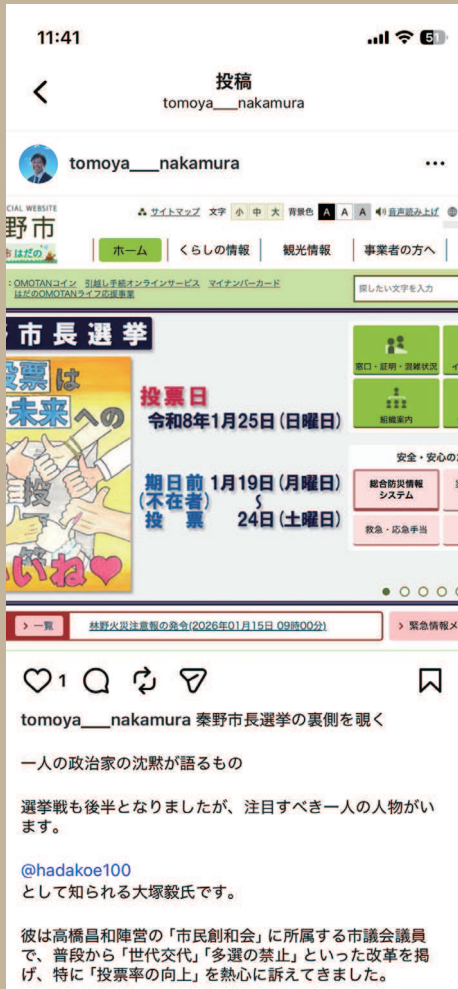 11:41
51
投稿
tomoya___nakamura
tomoya___nakamura
CIAL WEBSITE
野市
サイトマップ 文字 小 中 大 背景色 A A A 音声読み上げ
はだの
ホーム くらしの情報 観光情報 事業者の方へ
:OMOTANコイン 引越し手続オンラインサービス マイナンバーカード
はだのOMOTANライフ応援事業
探したい文字を入力
市長選挙
投票は
未来への
投
いいね
投票日
令和8年1月25日(日曜日)
期日前
(不在者)
投票
1月19日(月曜日)
~
24日(土曜日)
窓口・証明・混雑状況
組織案内
安全・安心の
総合防災情報
システム
救急・応急手当
一覧
林野火災注意報の発令(2026年01月15日 09時00分)
緊急情報メ
1
tomoya___nakamura 秦野市長選挙の裏側を覗く
一人の政治家の沈黙が語るもの
選挙戦も後半となりましたが、注目すべき一人の人物がい
ます。
@hadakoe100
として知られる大塚毅氏です。
彼は高橋昌和陣営の「市民創和会」に所属する市議会議員
で、普段から「世代交代」「多選の禁止」といった改革を掲
げ、特に「投票率の向上」を熱心に訴えてきました。